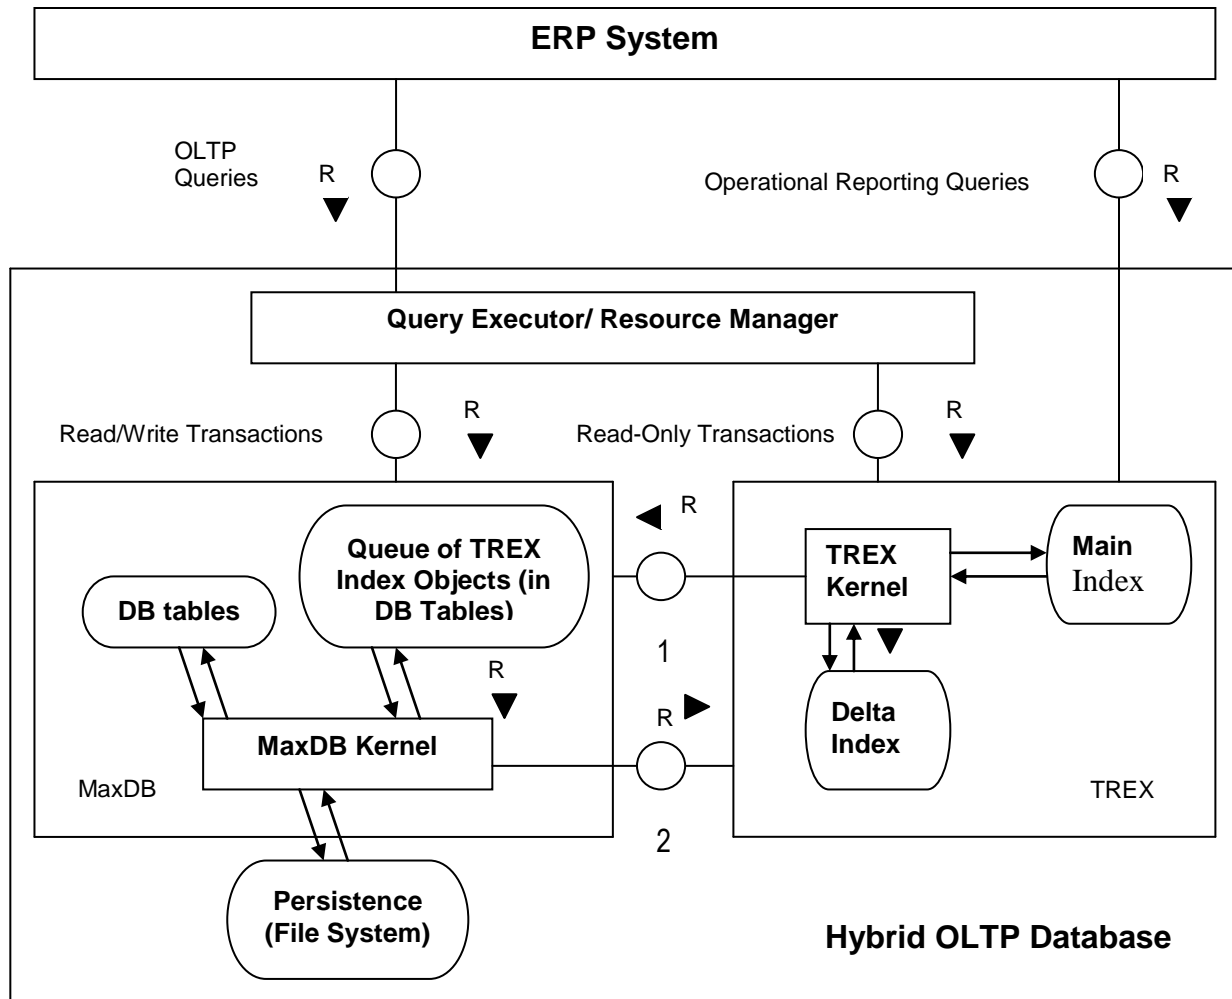 ERP System
OLTP
Queries
R
Operational Reporting Queries
R
Query Executor/ Resource Manager
Read/Write Transactions
R
Read-Only Transactions
R
Queue of TREX
Index Objects (in
DB Tables)
DB tables
R
1
R
MaxDB Kernel
MaxDB
R
2
TREX
Kernel
Main
Index
Delta
Index
TREX
Persistence
(File System)
Hybrid OLTP Database